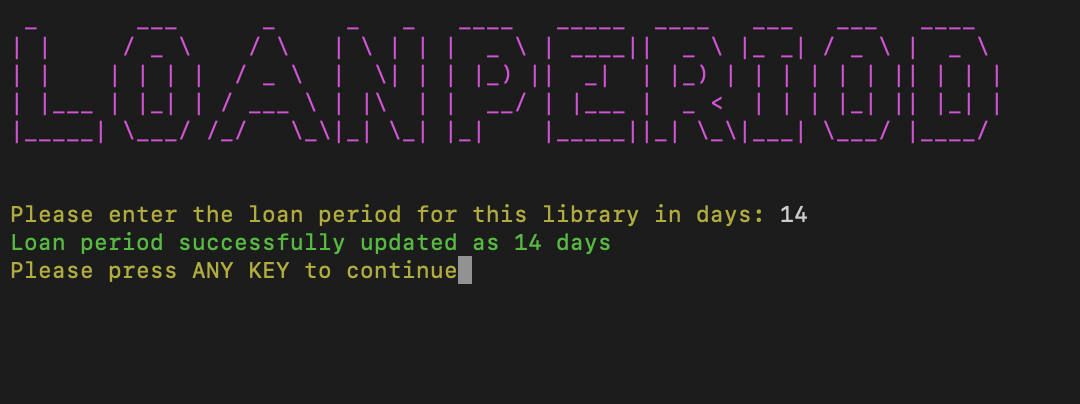 LOANPERIOD
Please enter the loan period for this library in days: 14
Loan period successfully updated as 14 days
Please press ANY KEY to continue